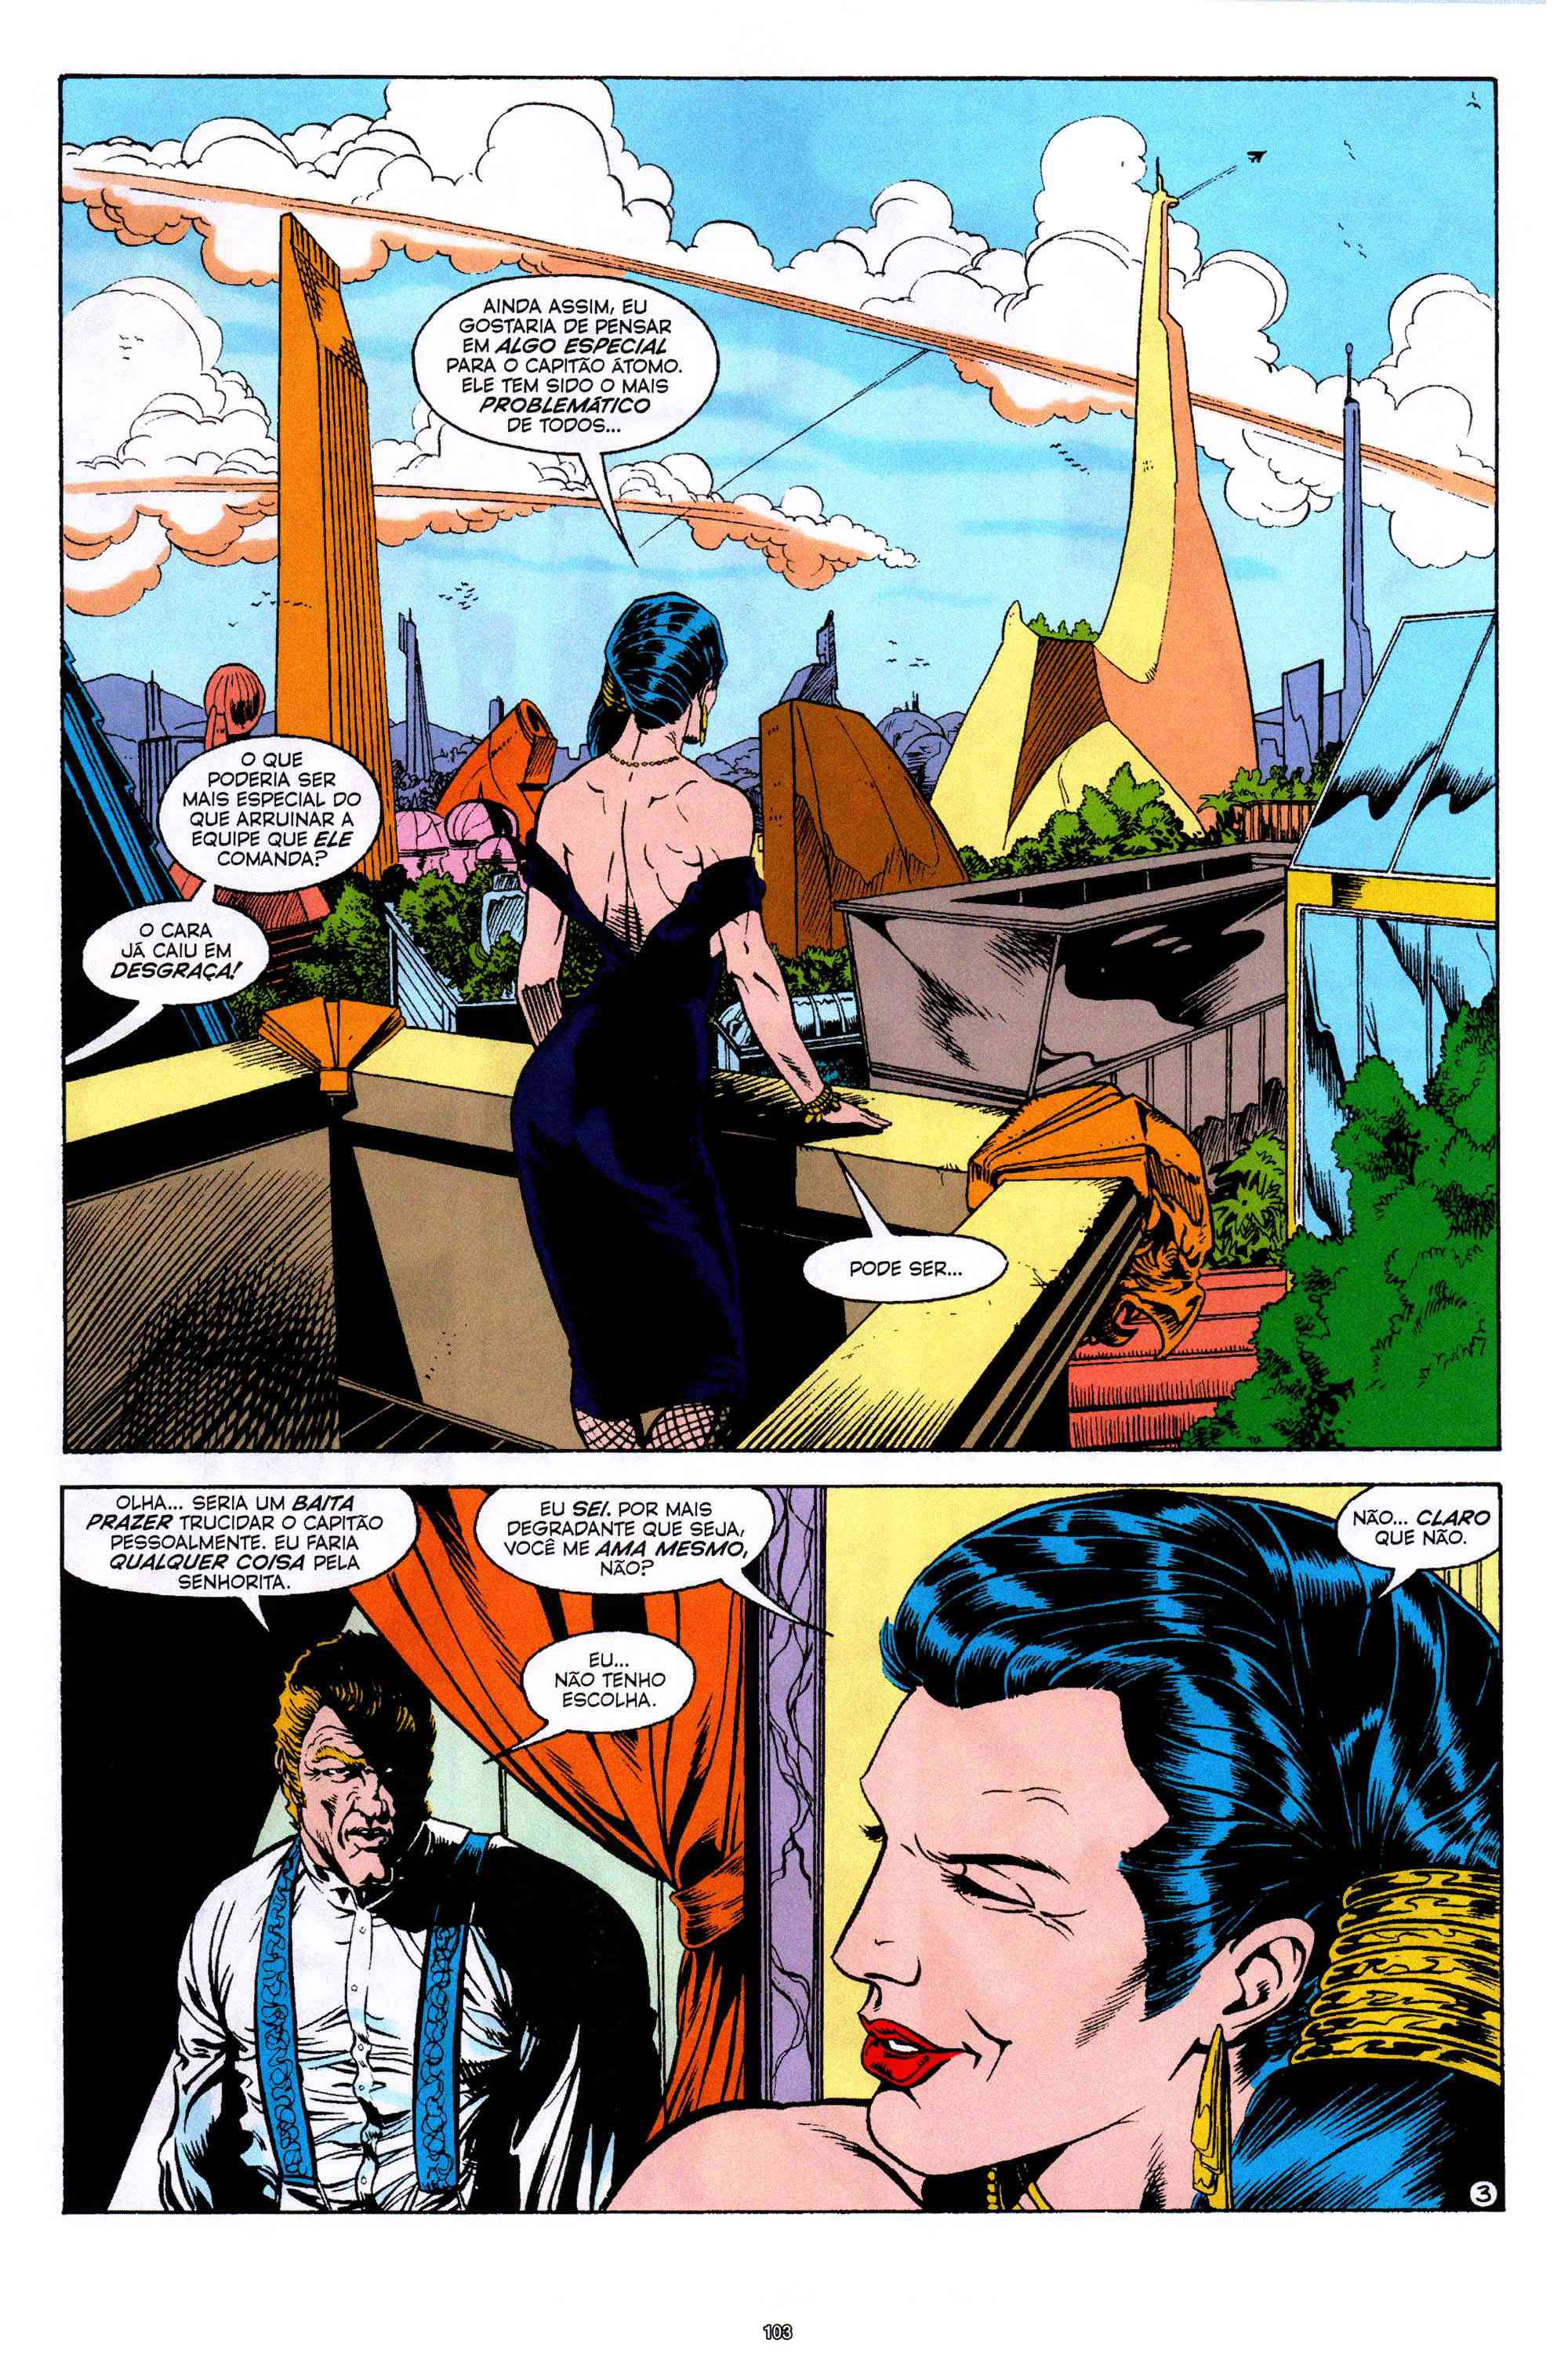 AINDA ASSIM, EU
GOSTARIA DE PENSAR
EM ALGO ESPECIAL
PARA O CAPITÃO ÁTOMO.
ELE TEM SIDO O MAIS
PROBLEMÁTICO
DE TODOS...
O QUE
PODERIA SER
MAIS ESPECIAL DO
QUE ARRUINAR A
EQUIPE QUE ELE
COMANDA?
O CARA
JÁ CAIU EM
DESGRAÇA!
PODE SER...
OLHA... SERIA UM BAITA
PRAZER TRUCIDAR O CAPITÃO
PESSOALMENTE. EU FARIA
QUALQUER COISA PELA
SENHORITA.
EU SEI. POR MAIS
DEGRADANTE QUE SEJA,
VOCÊ ME AMA MESMO,
NÃO?
EU...
NÃO TENHO
ESCOLHA.
NÃO... CLARO
QUE NÃO.
3
103